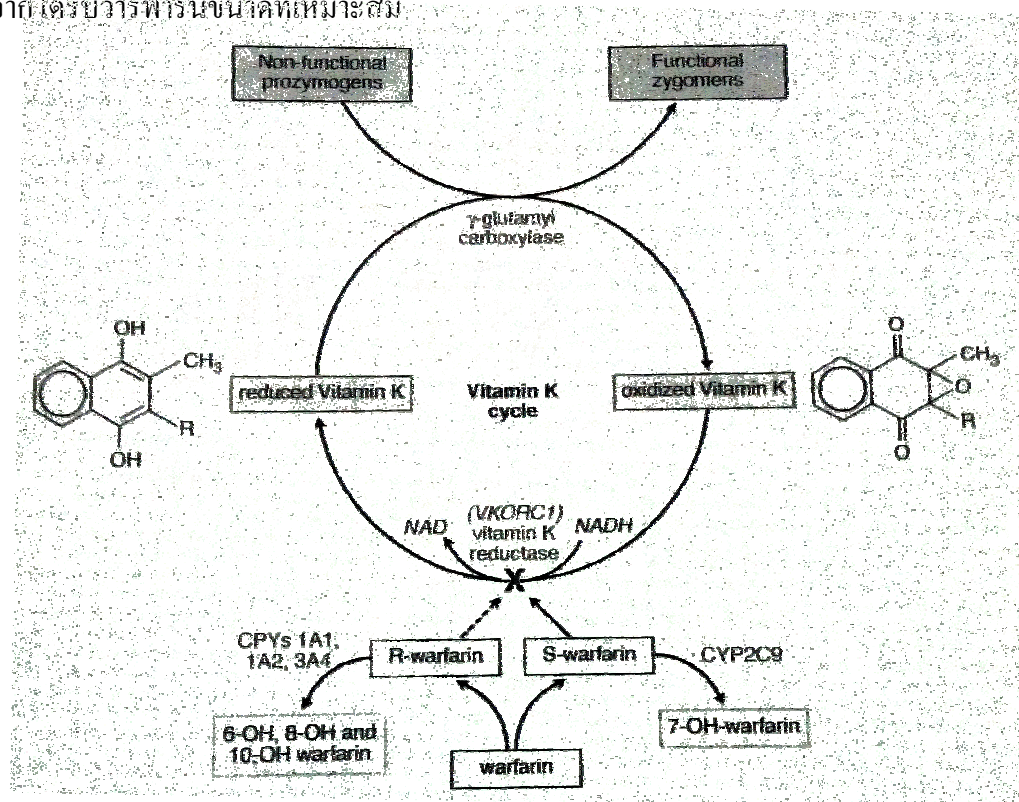 Non-functional
prozymogens
Functional
zygomens
γ-glutamyl
carboxylase
OH
CH3
R
OH
reduced Vitamin K
Vitamin K
cycle
oxidized Vitamin K
O
CH3
O
R
O
NAD
(VKORC1)
vitamin K
reductase
NADH
X
CPYs 1A1,
1A2, 3A4
R-warfarin
S-warfarin
CYP2C9
6-OH, 8-OH and
10-OH warfarin
7-OH-warfarin
warfarin